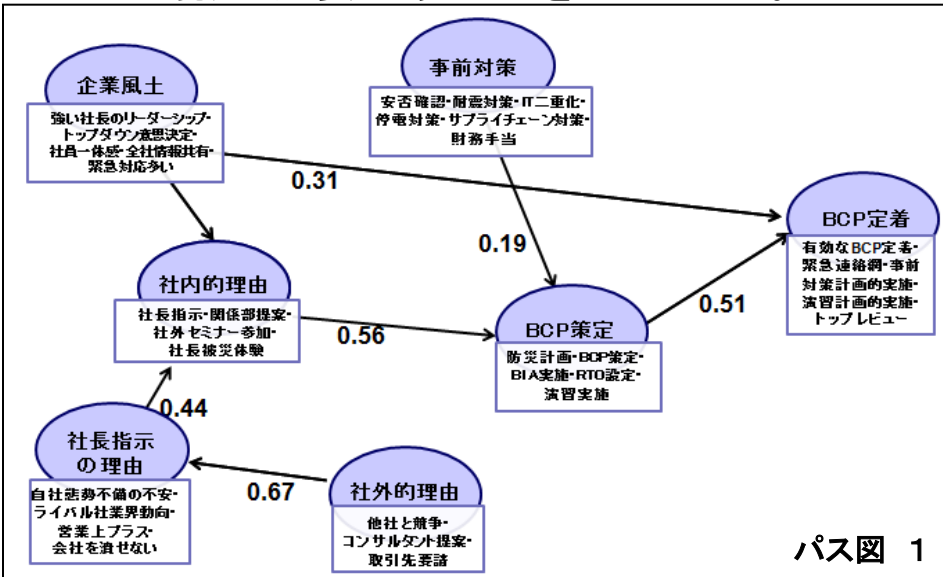 企業風土
強い社長のリーダーシップ・
トップダウン意思決定・
社員一体感・全社情報共有・
緊急対応多い
事前対策
安否確認・耐震対策・IT二重化・
停電対策・サプライチェーン対策・
財務手当
0.31
BCP定着
有効なBCP定着・
緊急連絡網・事前
対策計画的実施・
演習計画的実施・
トップレビュー
0.19
社内的理由
社長指示・関係部提案・
社外セミナー参加・
社長被災体験
0.56
BCP策定
防災計画・BCP策定・
BIA実施・RTO設定・
演習実施
0.51
0.44
社長指示
の理由
自社態勢不備の不安・
ライバル社業界動向・
営業上プラス・
会社を潰せない
0.67
社外的理由
他社と競争・
コンサルタント提案・
取引先要請
パス図 1